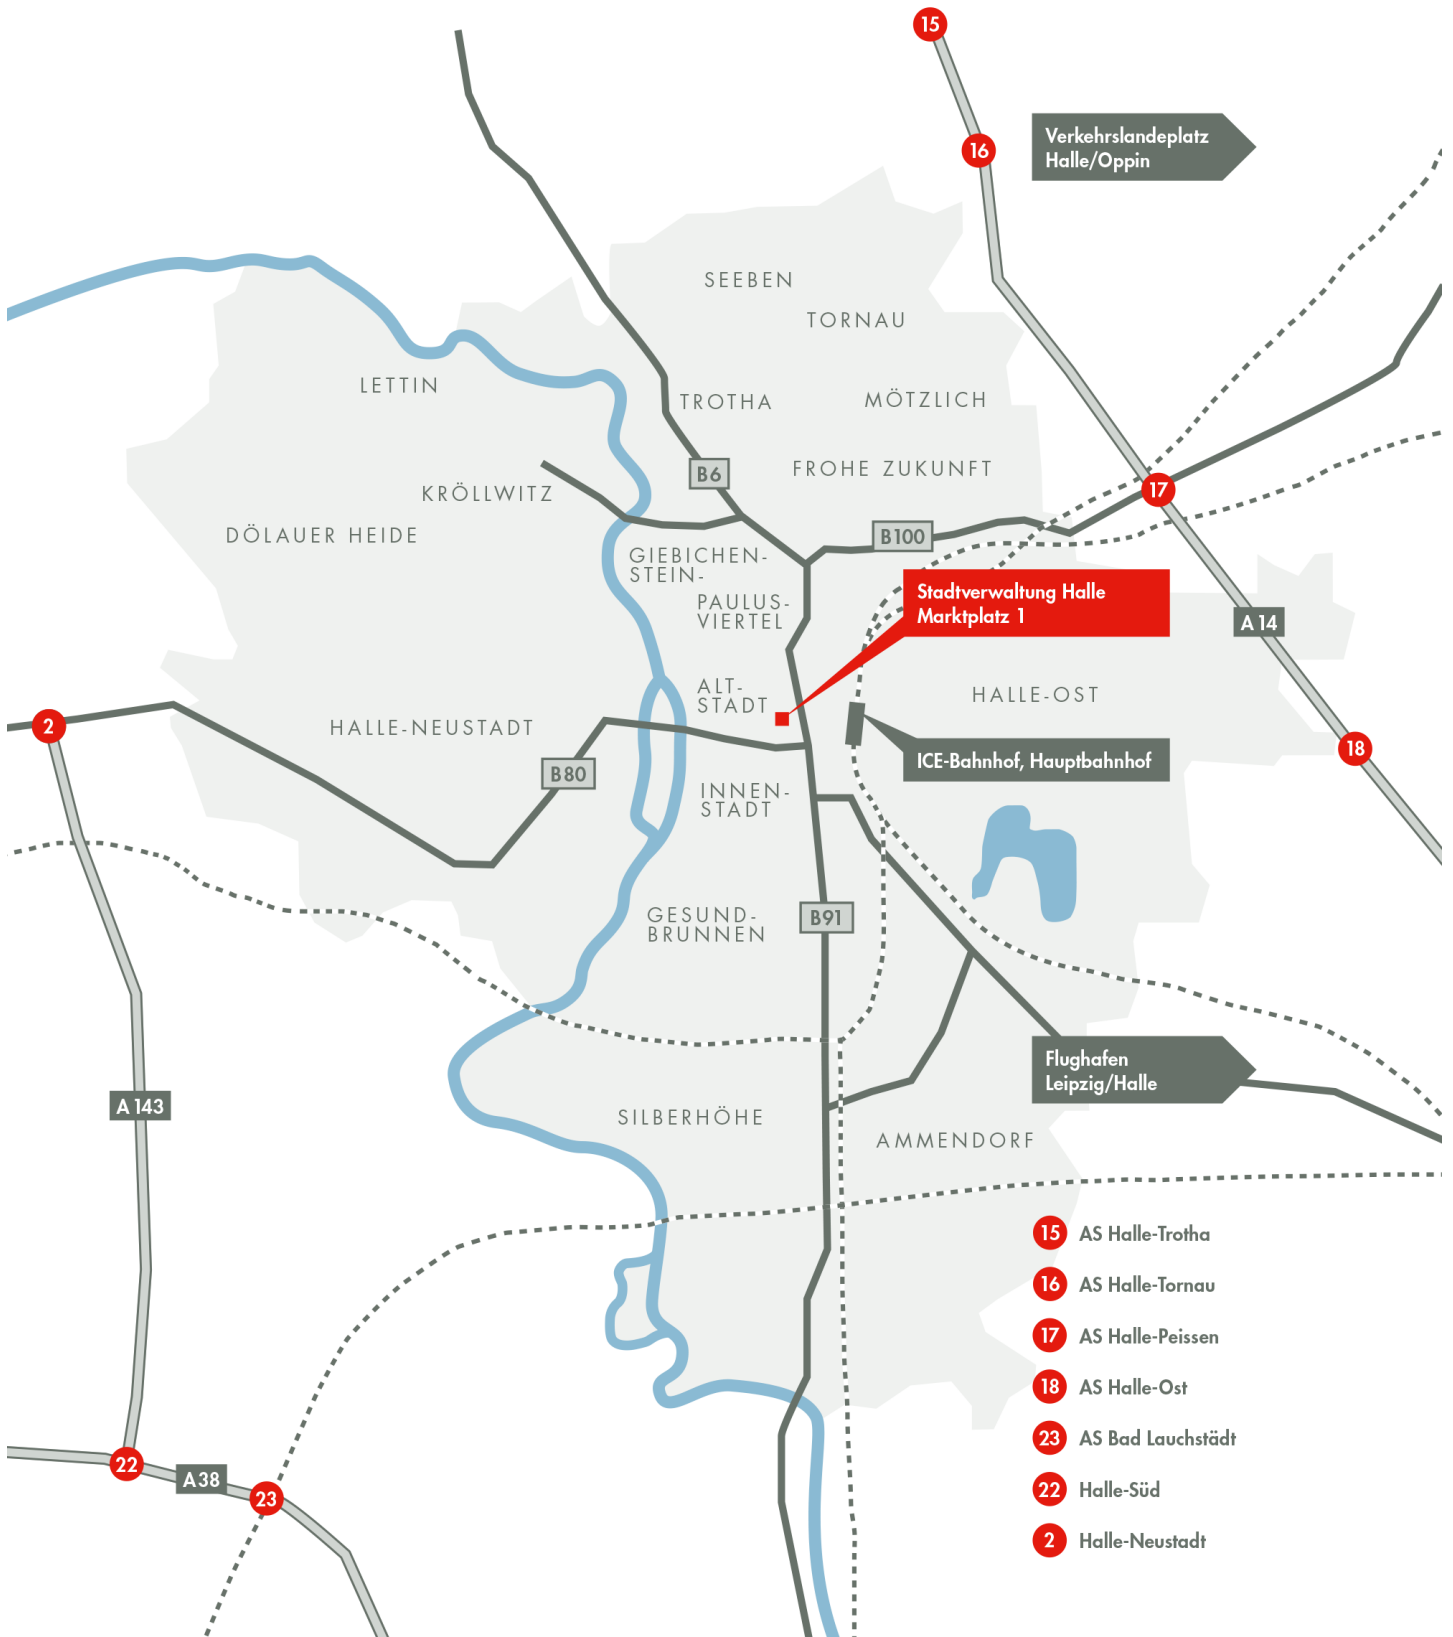 15
16
Verkehrslandeplatz
Halle/Oppin
SEEBEN
TORNAU
LETTIN
TROTHA
MÖTZLICH
B6
FROHE ZUKUNFT
KRÖLLWITZ
17
DÖLAUER HEIDE
B100
GIEBICHEN-
STEIN-
PAULUS-
VIERTEL
Stadtverwaltung Halle
Marktplatz 1
A 14
ALT-
STADT
HALLE-OST
2
HALLE-NEUSTADT
18
ICE-Bahnhof, Hauptbahnhof
B80
INNEN-
STADT
GESUND-
BRUNNEN
B91
Flughafen
Leipzig/Halle
A 143
SILBERHÖHE
AMMENDORF
22
A38
23
15 AS Halle-Trotha
16 AS Halle-Tornau
17 AS Halle-Peissen
18 AS Halle-Ost
23 AS Bad Lauchstädt
22 Halle-Süd
2 Halle-Neustadt